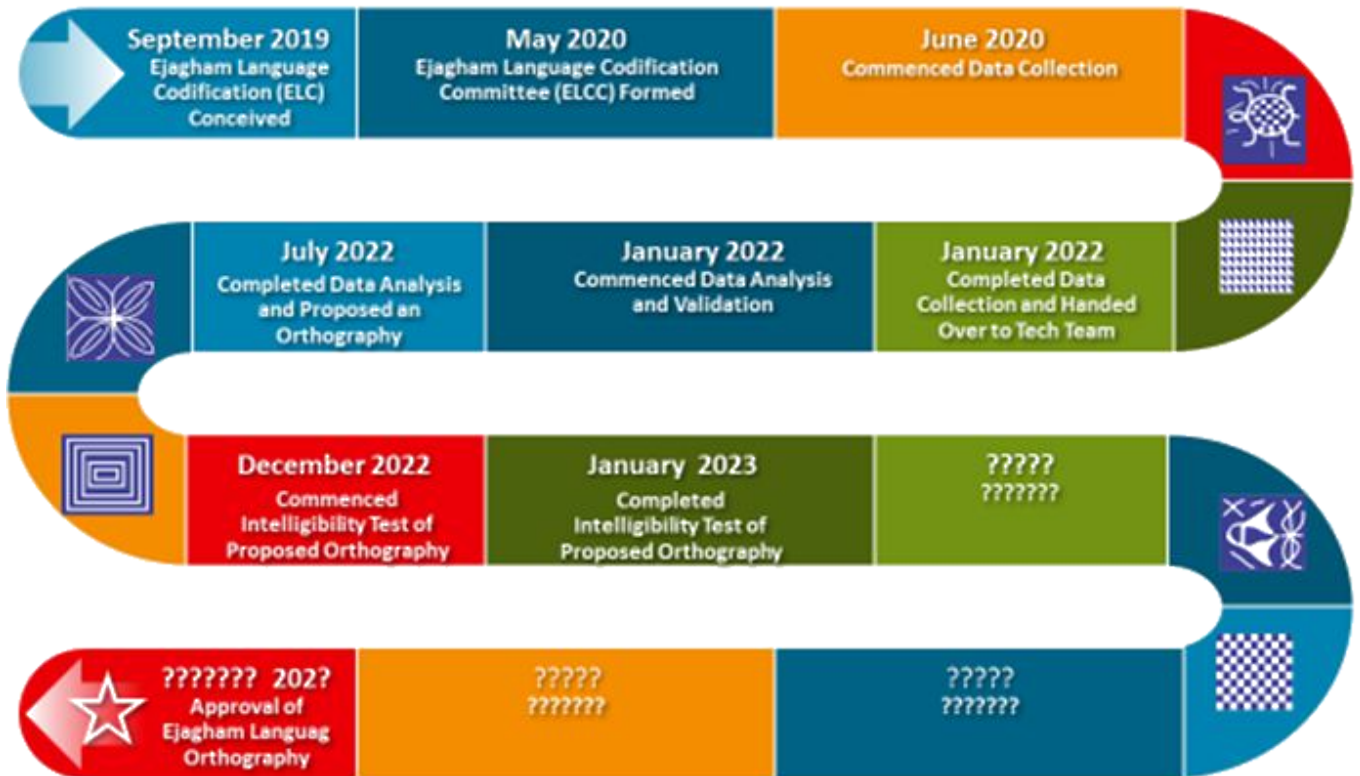 September 2019
Ejagham Language
Codification (ELC)
Conceived
May 2020
Ejagham Language Codification
Committee (ELCC) Formed
June 2020
Commenced Data Collection
January 2022
Completed Data
Collection and Handed
Over to Tech Team
January 2022
Commenced Data Analysis
and Validation
July 2022
Completed Data Analysis
and Proposed an
Orthography
December 2022
Commenced
Intelligibility Test of
Proposed Orthography
January 2023
Completed
Intelligibility Test of
Proposed Orthography
?????
???????
?????
???????
?????
???????
??????? 202?
Approval of
Ejagham Languag
Orthography